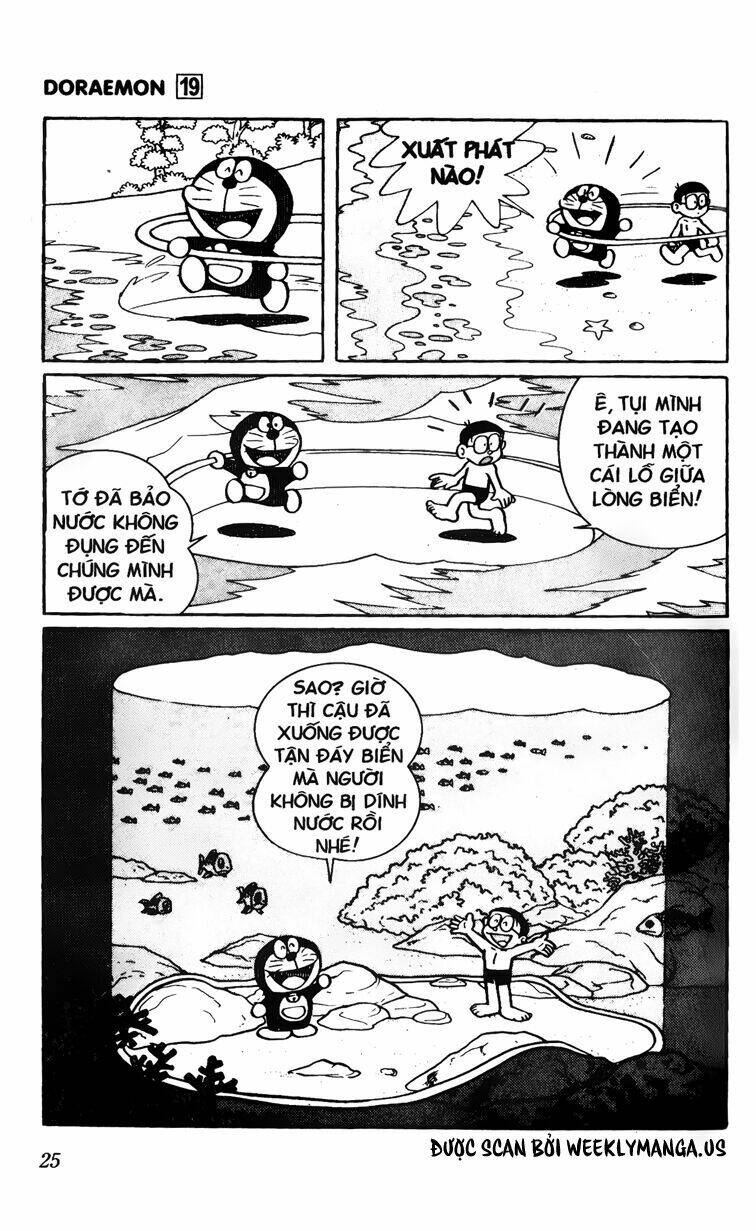 DORAEMON 19
XUẤT PHÁT
NÀO!
Ê, TỤI MÌNH
ĐANG TẠO
THÀNH MỘT
CÁI LỖ GIỮA
LÒNG BIỂN!
TỚ ĐÃ BẢO
NƯỚC KHÔNG
ĐỤNG ĐẾN
CHÚNG MÌNH
ĐƯỢC MÀ.
SAO? GIỜ
THÌ CẬU ĐÃ
XUỐNG ĐƯỢC
TẬN ĐÁY BIỂN
MÀ NGƯỜI
KHÔNG BỊ DÍNH
NƯỚC RỒI
NHÉ!
25
ĐƯỢC SCAN BỞI WEEKLYMANGA.US